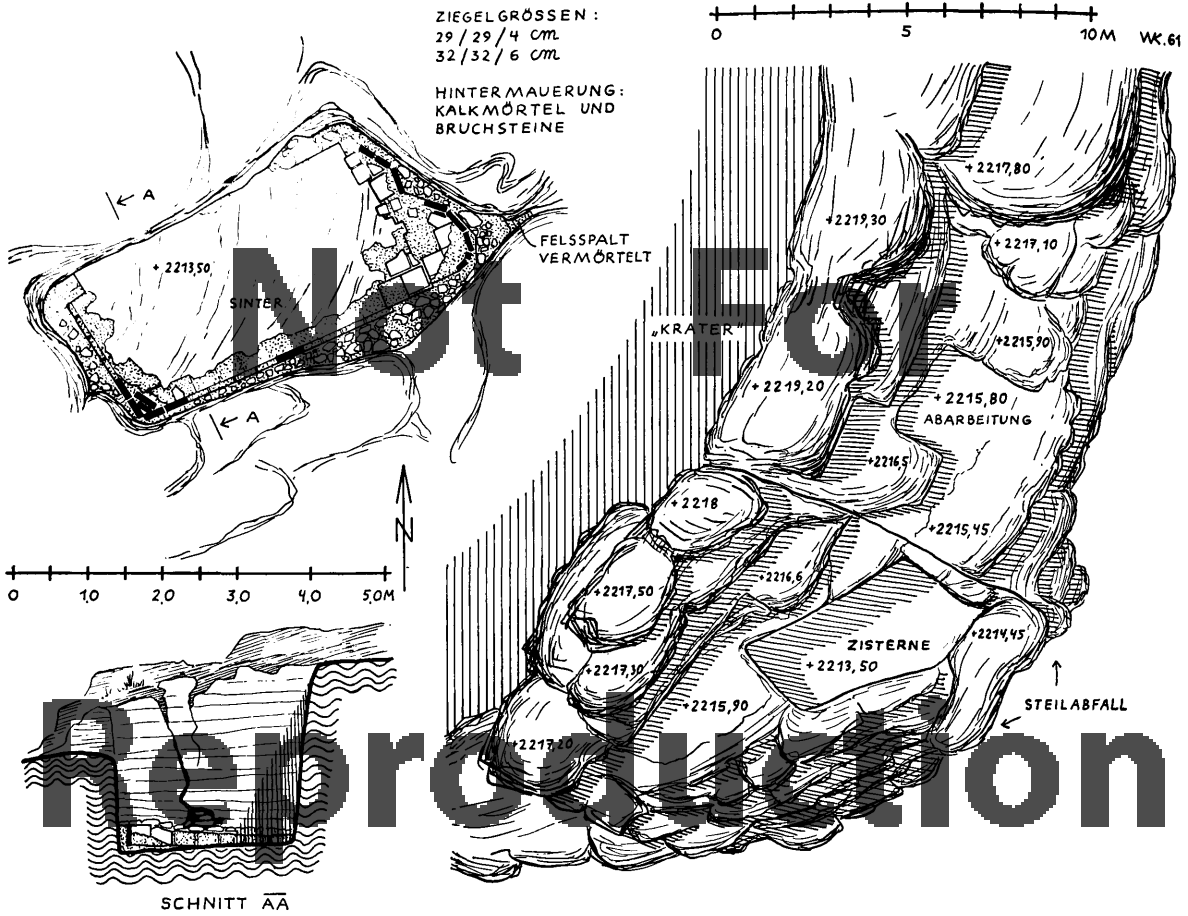 ZIEGELGRÖSSEN:
29/29/4 cm
32/32/6 cm
HINTERMAUERUNG:
KALKMÖRTEL UND
BRUCHSTEINE
0 5 10M
WK.61
A
+2213,50
SINTER
FELSSPALT
VERMÖRTELT
A
N
0 1,0 2,0 3,0 4,0 5,0M
SCHNITT AA
+2217,80
+2219,30
+2217,10
„KRATER"
+2215,90
+2219,20
+2215,80
ABARBEITUNG
+2216,5
+2218
+2215,45
+2216,6
+2217,50
ZISTERNE
+2213,50
+2214,45
+2217,30
+2215,90
STEILABFALL
+2217,20
Not For
Reproduction